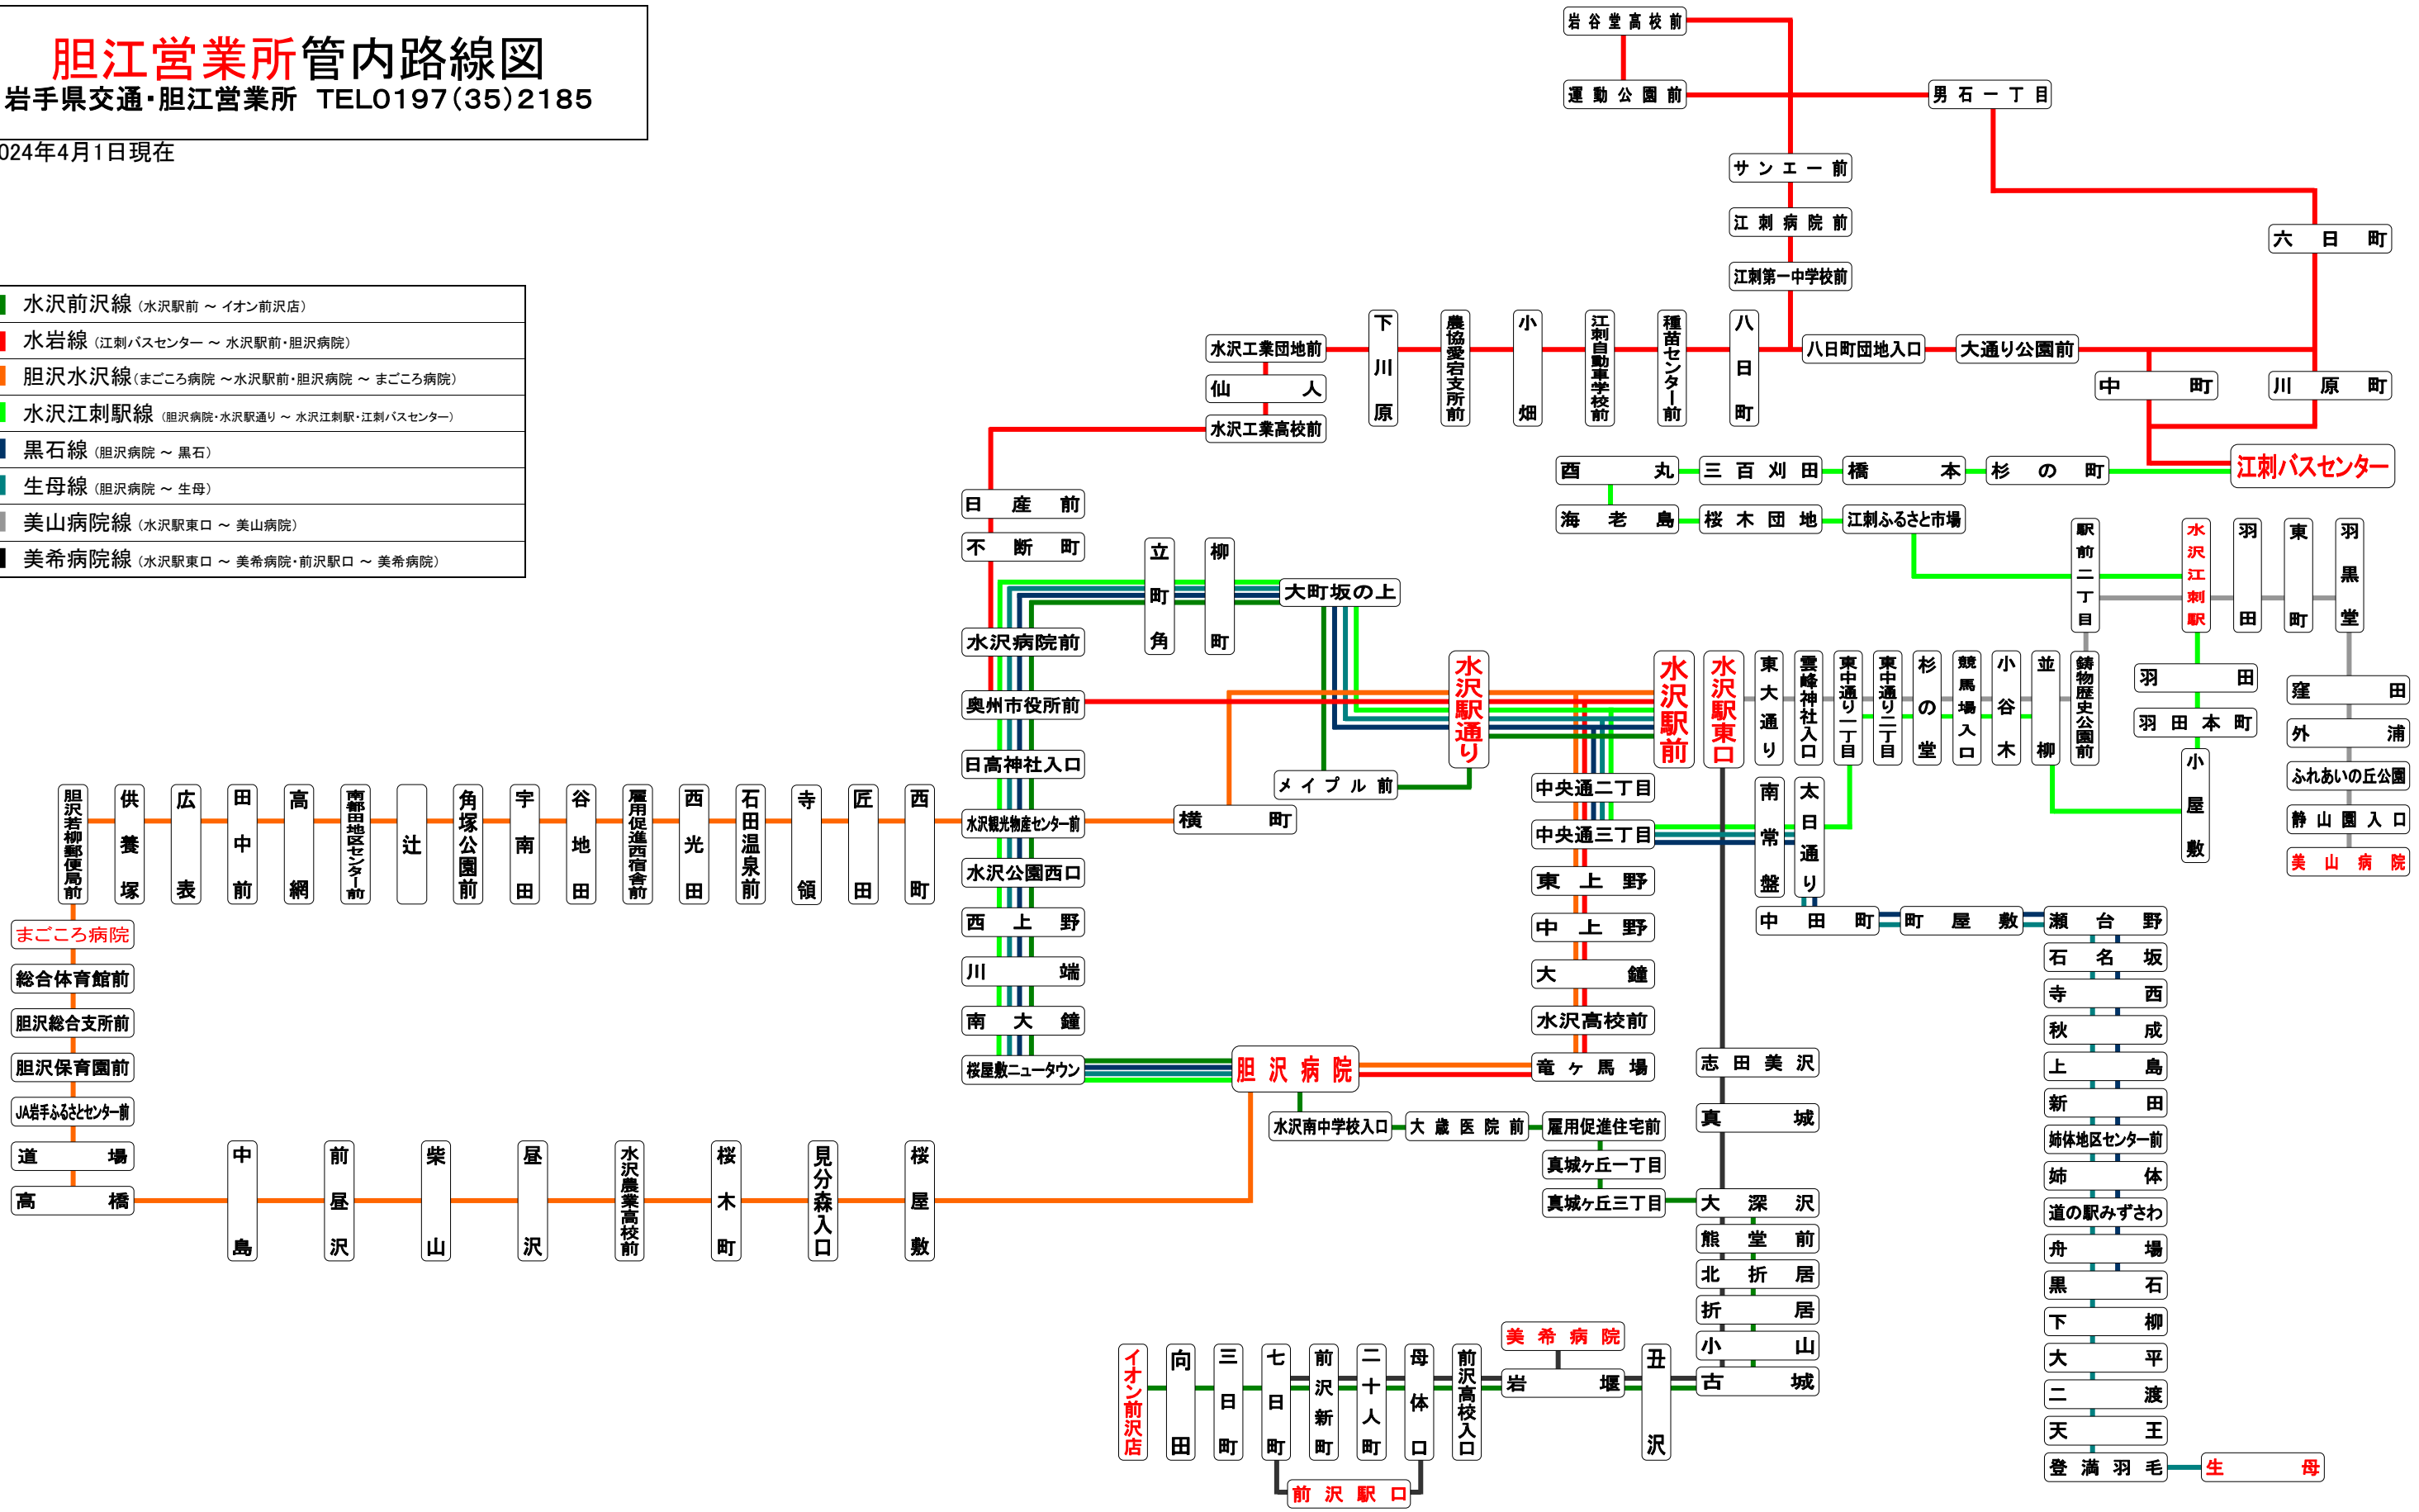 胆江営業所管内路線図
岩手県交通・胆江営業所 TEL0197(35)2185
024年4月1日現在
水沢前沢線(水沢駅前 ～ イオン前沢店)
水岩線(江刺バスセンター ～ 水沢駅前・胆沢病院)
胆沢水沢線(まごころ病院 ～水沢駅前・胆沢病院 ～ まごころ病院)
水沢江刺駅線(胆沢病院・水沢駅通り ～ 水沢江刺駅・江刺バスセンター)
黒石線(胆沢病院 ～ 黒石)
生母線(胆沢病院 ～ 生母)
美山病院線(水沢駅東口 ～ 美山病院)
美希病院線(水沢駅東口 ～ 美希病院・前沢駅口 ～ 美希病院)
岩谷堂高校前
運動公園前
男石一丁目
サンエー前
江刺病院前
江刺第一中学校前
六日町
水沢工業団地前
下川原
農協愛宕支所前
小畑
江刺自動車学校前
種苗センター前
八日町
八日町団地入口
大通り公園前
中町
川原町
仙人
水沢工業高校前
江刺バスセンター
酉丸
三百刈田
橋本
杉の町
海老島
桜木団地
江刺ふるさと市場
日産前
不断町
立町角
柳町
大町坂の上
駅前二丁目
水沢江刺駅
羽田
東町
羽黒堂
水沢病院前
奥州市役所前
水沢駅通り
水沢駅前
水沢駅東口
東大通り
雲峰神社入口
東中通り一丁目
東中通り二丁目
杉の堂
競馬場入口
小谷木
並柳
鋳物歴史公園前
羽田
羽田本町
小屋敷
窪田
外浦
ふれあいの丘公園
静山園入口
美山病院
日高神社入口
メイプル前
横町
中央通二丁目
中央通三丁目
南常盤
太日通り
胆沢若柳郵便局前
供養塚
広表
田中前
高網
南都田地区センター前
辻
角塚公園前
宇南田
谷地田
雇用促進西宿舎前
西光田
石田温泉前
寺領
匠田
西町
水沢観光物産センター前
水沢公園西口
西上野
川端
南大鐘
桜屋敷ニュータウン
胆沢病院
東上野
中上野
大鐘
水沢高校前
竜ヶ馬場
中田町
町屋敷
瀬台野
石名坂
寺西
秋成
上島
新田
姉体地区センター前
姉体
道の駅みずさわ
舟場
黒石
下柳
大平
二渡
天王
登満羽毛
生母
まごころ病院
総合体育館前
胆沢総合支所前
胆沢保育園前
JA岩手ふるさとセンター前
道場
高橋
中島
前昼沢
柴山
昼沢
水沢農業高校前
桜木町
見分森入口
桜屋敷
水沢南中学校入口
大歳医院前
雇用促進住宅前
真城ヶ丘一丁目
真城ヶ丘三丁目
志田美沢
真城
大深沢
熊堂前
北折居
折居
小山
古城
美希病院
岩堰
丑沢
イオン前沢店
向田
三日町
七日町
前沢新町
二十人町
母体口
前沢高校入口
前沢駅口